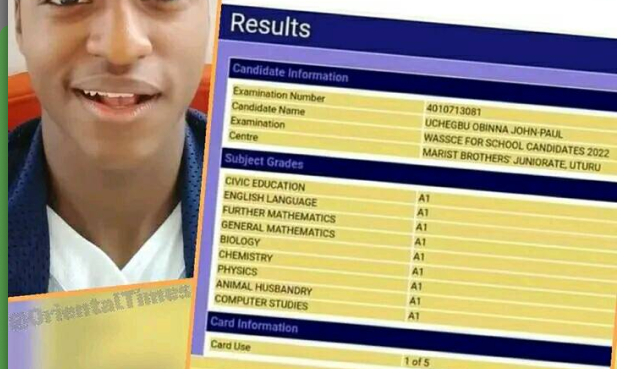 Results
Candidate Information
Examination Number 4010713081
Candidate Name UCHEGBU OBINNA JOHN-PAUL
Examination WASSCE FOR SCHOOL CANDIDATES 2022
Centre MARIST BROTHERS' JUNIORATE, UTURU
Subject Grades
CIVIC EDUCATION A1
ENGLISH LANGUAGE A1
FURTHER MATHEMATICS A1
GENERAL MATHEMATICS A1
BIOLOGY A1
CHEMISTRY A1
PHYSICS A1
ANIMAL HUSBANDRY A1
COMPUTER STUDIES A1
Card Information
Card Use 1 of 5
@OrientalTimes